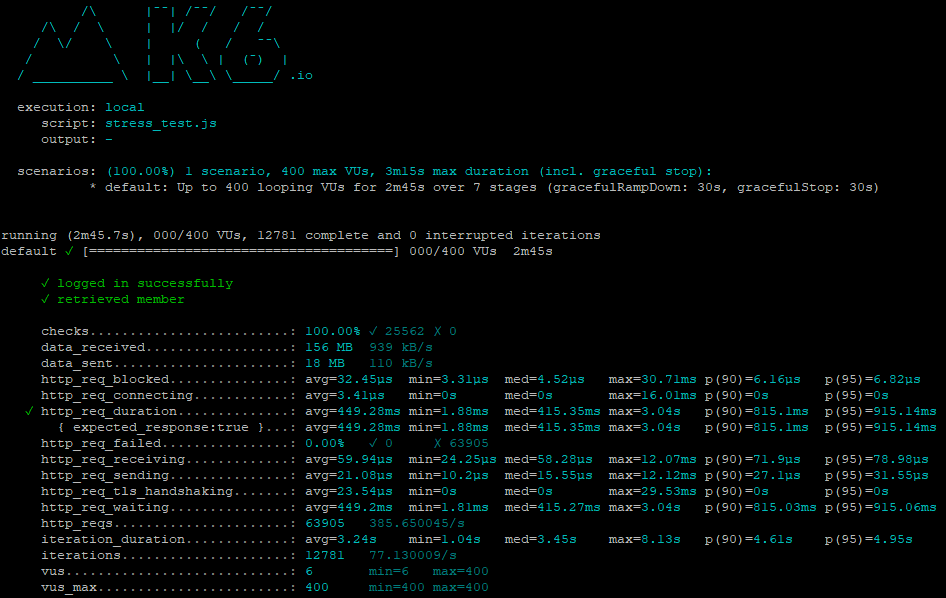 .io
execution: local
script: stress_test.js
output: -
scenarios: (100.00%) 1 scenario, 400 max VUs, 3m15s max duration (incl. graceful stop):
* default: Up to 400 looping VUs for 2m45s over 7 stages (gracefulRampDown: 30s, gracefulStop: 30s)
running (2m45.7s), 000/400 VUs, 12781 complete and 0 interrupted iterations
default ✓ [======================================] 000/400 VUs  2m45s
✓ logged in successfully
✓ retrieved member
checks.........................: 100.00% ✓ 25562 ✗ 0
data_received..................: 156 MB  939 kB/s
data_sent......................: 18 MB   110 kB/s
http_req_blocked...............: avg=32.45µs  min=3.31µs  med=4.52µs   max=30.71ms p(90)=6.16µs   p(95)=6.82µs
http_req_connecting............: avg=3.41µs   min=0s      med=0s       max=16.01ms p(90)=0s       p(95)=0s
✓ http_req_duration..............: avg=449.28ms min=1.88ms  med=415.35ms max=3.04s   p(90)=815.1ms  p(95)=915.14ms
{ expected_response:true }...: avg=449.28ms min=1.88ms  med=415.35ms max=3.04s   p(90)=815.1ms  p(95)=915.14ms
http_req_failed................: 0.00%   ✓ 0     ✗ 63905
http_req_receiving.............: avg=59.94µs  min=24.25µs med=58.28µs  max=12.07ms p(90)=71.9µs   p(95)=78.98µs
http_req_sending...............: avg=21.08µs  min=10.2µs  med=15.55µs  max=12.12ms p(90)=27.1µs   p(95)=31.55µs
http_req_tls_handshaking.......: avg=23.54µs  min=0s      med=0s       max=29.53ms p(90)=0s       p(95)=0s
http_req_waiting...............: avg=449.2ms  min=1.81ms  med=415.27ms max=3.04s   p(90)=815.03ms p(95)=915.06ms
http_reqs......................: 63905   385.650045/s
iteration_duration.............: avg=3.24s    min=1.04s   med=3.45s    max=8.13s   p(90)=4.61s    p(95)=4.95s
iterations.....................: 12781   77.130009/s
vus............................: 6       min=6   max=400
vus_max........................: 400     min=400 max=400